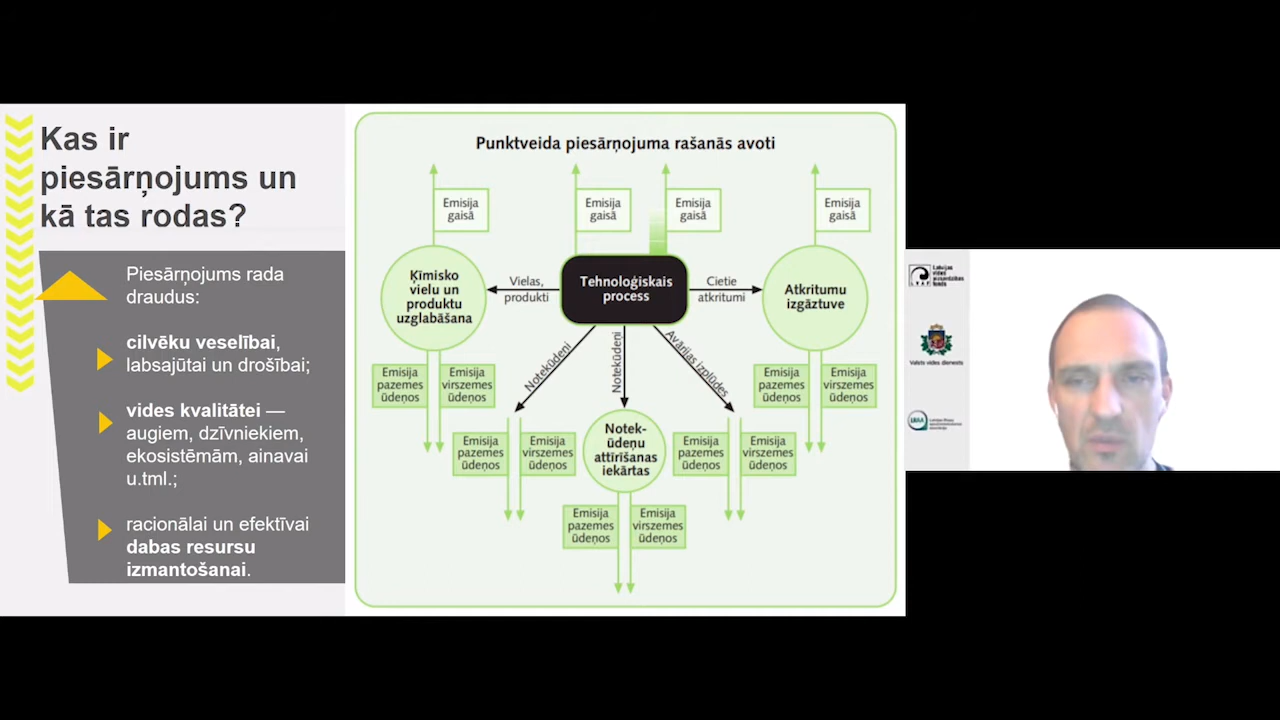 Kas ir
piesārņojums un
kā tas rodas?
Piesārņojums rada
draudus:
cilvēku veselībai,
labsajūtai un drošībai;
vides kvalitātei —
augiem, dzīvniekiem,
ekosistēmām, ainavai
u.tml.;
racionālai un efektīvai
dabas resursu
izmantošanai.
Punktveida piesārņojuma rašanās avoti
Emisija
gaisā
Emisija
gaisā
Emisija
gaisā
Emisija
gaisā
Ķīmisko
vielu un
produktu
uzglabāšana
Vielas,
produkti
Tehnoloģiskais
process
Cietie
atkritumi
Atkritumu
izgāztuve
Notekūdeņi
Notekūdeņi
Avārijas izplūdes
Emisija
pazemes
ūdeņos
Emisija
virszemes
ūdeņos
Emisija
pazemes
ūdeņos
Emisija
virszemes
ūdeņos
Emisija
pazemes
ūdeņos
Emisija
virszemes
ūdeņos
Notek-
ūdeņu
attīrīšanas
iekārtas
Emisija
pazemes
ūdeņos
Emisija
virszemes
ūdeņos
Emisija
pazemes
ūdeņos
Emisija
virszemes
ūdeņos
Latvijas
vides
aizsardzības
fonds
Valsts vides dienests